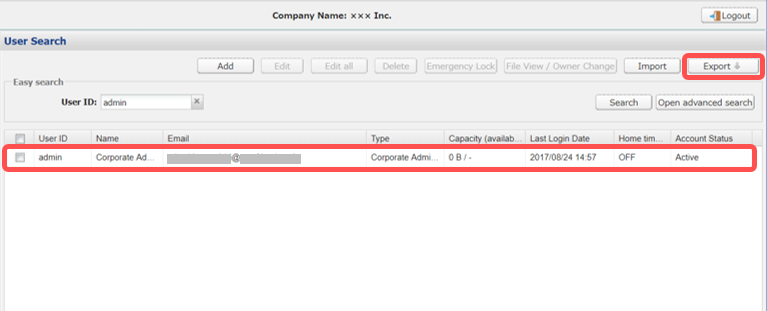 Company Name: ××× Inc.
Logout
User Search
Add Edit Edit all Delete Emergency Lock File View / Owner Change Import Export
Easy search
User ID: admin
Search Open advanced search
User ID Name Email Type Capacity (availab... Last Login Date Home tim... Account Status
admin Corporate Ad... @ Corporate Admi... 0 B / - 2017/08/24 14:57 OFF Active